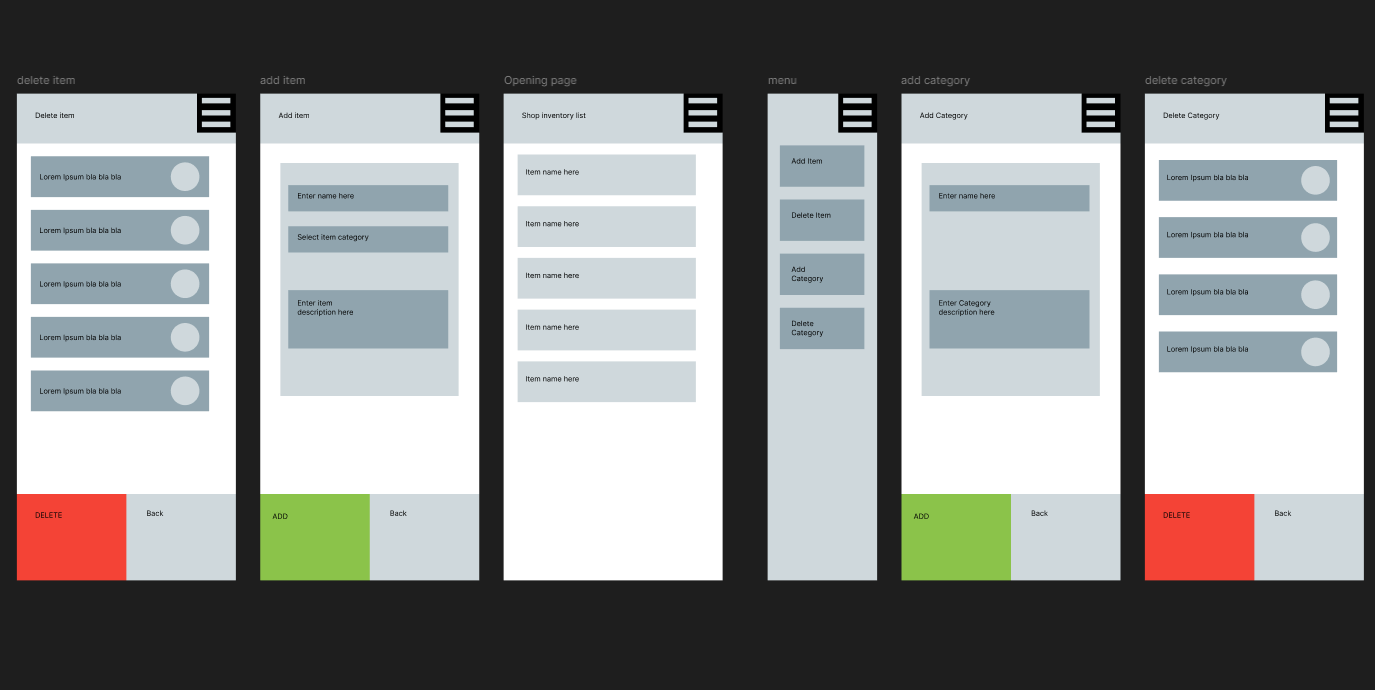 delete item
Delete item
Lorem Ipsum bla bla bla
Lorem Ipsum bla bla bla
Lorem Ipsum bla bla bla
Lorem Ipsum bla bla bla
Lorem Ipsum bla bla bla
DELETE
Back
add item
Add item
Enter name here
Select item category
Enter item
description here
ADD
Back
Opening page
Shop inventory list
Item name here
Item name here
Item name here
Item name here
Item name here
menu
Add Item
Delete Item
Add
Category
Delete
Category
add category
Add Category
Enter name here
Enter Category
description here
ADD
Back
delete category
Delete Category
Lorem Ipsum bla bla bla
Lorem Ipsum bla bla bla
Lorem Ipsum bla bla bla
Lorem Ipsum bla bla bla
DELETE
Back